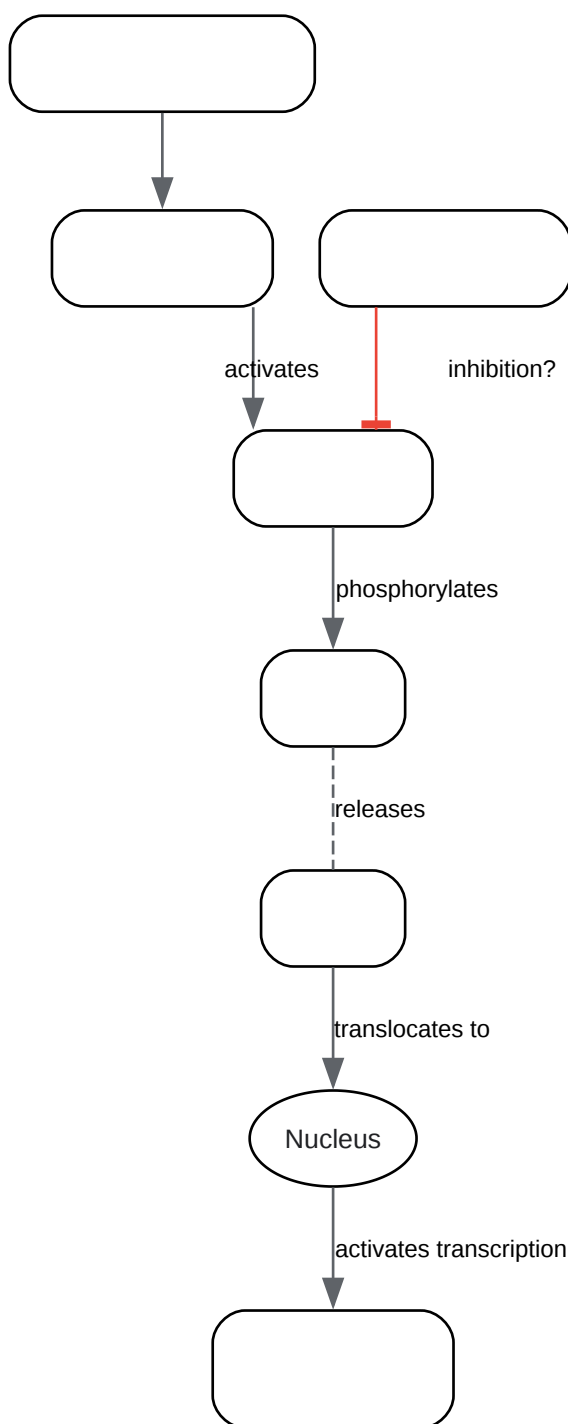 activates
inhibition?
phosphorylates
releases
translocates to
Nucleus
activates transcription